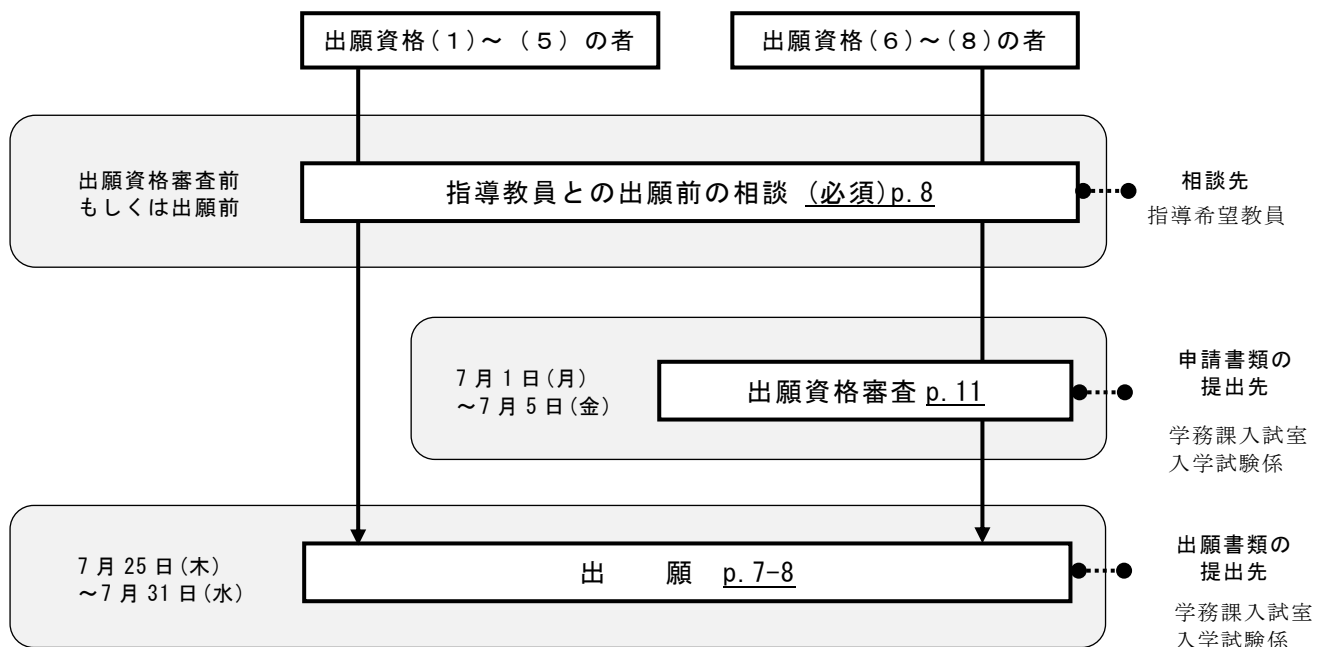 出願資格(1)~(5)の者
出願資格(6)~(8)の者
出願資格審査前
もしくは出願前
指導教員との出願前の相談 (必須)p.8
相談先
指導希望教員
7月1日(月)
~7月5日(金)
出願資格審査 p.11
申請書類の
提出先
学務課入試室
入学試験係
7月25日(木)
~7月31日(水)
出 願 p.7-8
出願書類の
提出先
学務課入試室
入学試験係